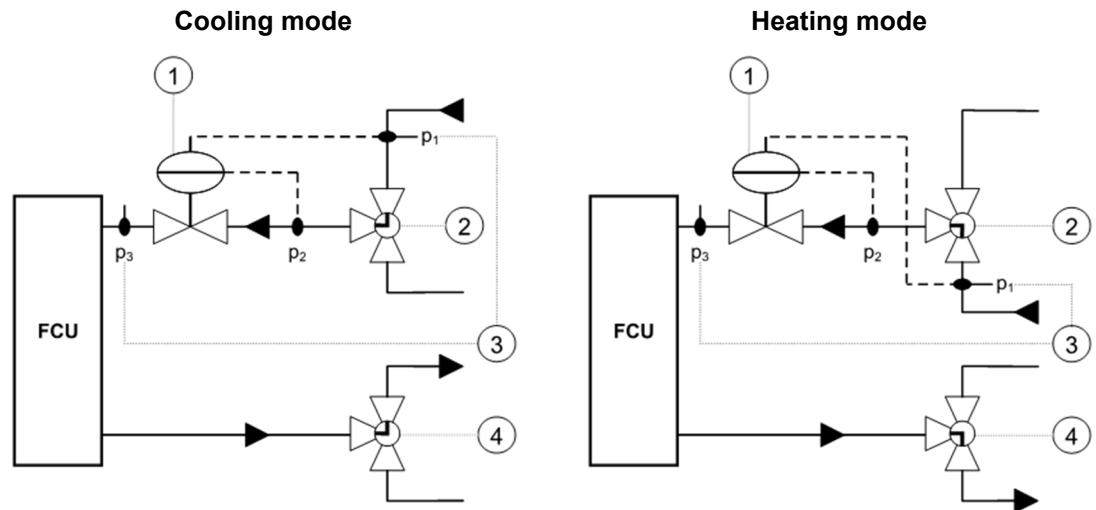 Cooling mode
1
p₁
2
p₃
p₂
FCU
3
4
Heating mode
1
2
p₃
p₂
p₁
FCU
3
4